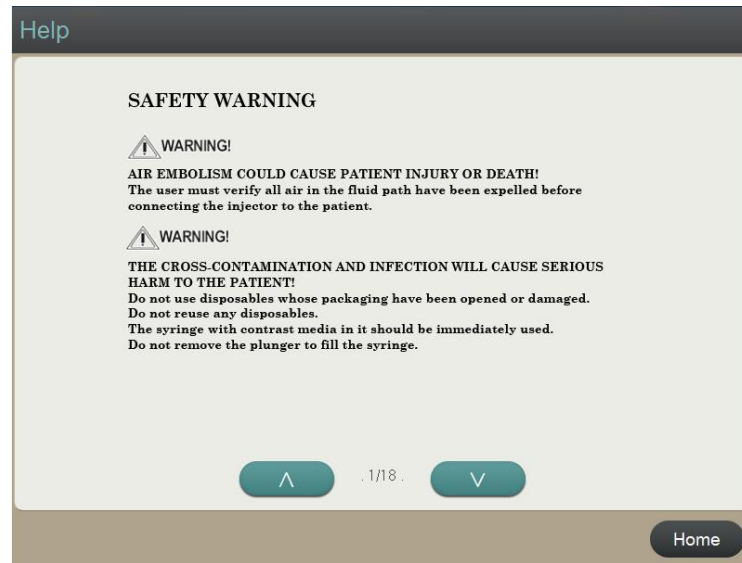 Help
SAFETY WARNING
WARNING!
AIR EMBOLISM COULD CAUSE PATIENT INJURY OR DEATH!
The user must verify all air in the fluid path have been expelled before
connecting the injector to the patient.
WARNING!
THE CROSS-CONTAMINATION AND INFECTION WILL CAUSE SERIOUS
HARM TO THE PATIENT!
Do not use disposables whose packaging have been opened or damaged.
Do not reuse any disposables.
The syringe with contrast media in it should be immediately used.
Do not remove the plunger to fill the syringe.
. 1/18 .
Home